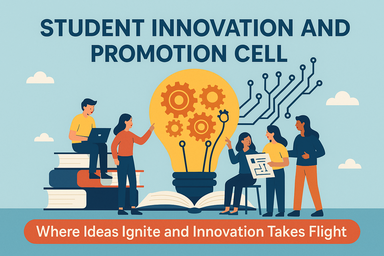 STUDENT INNOVATION AND
PROMOTION CELL
Where Ideas Ignite and Innovation Takes Flight